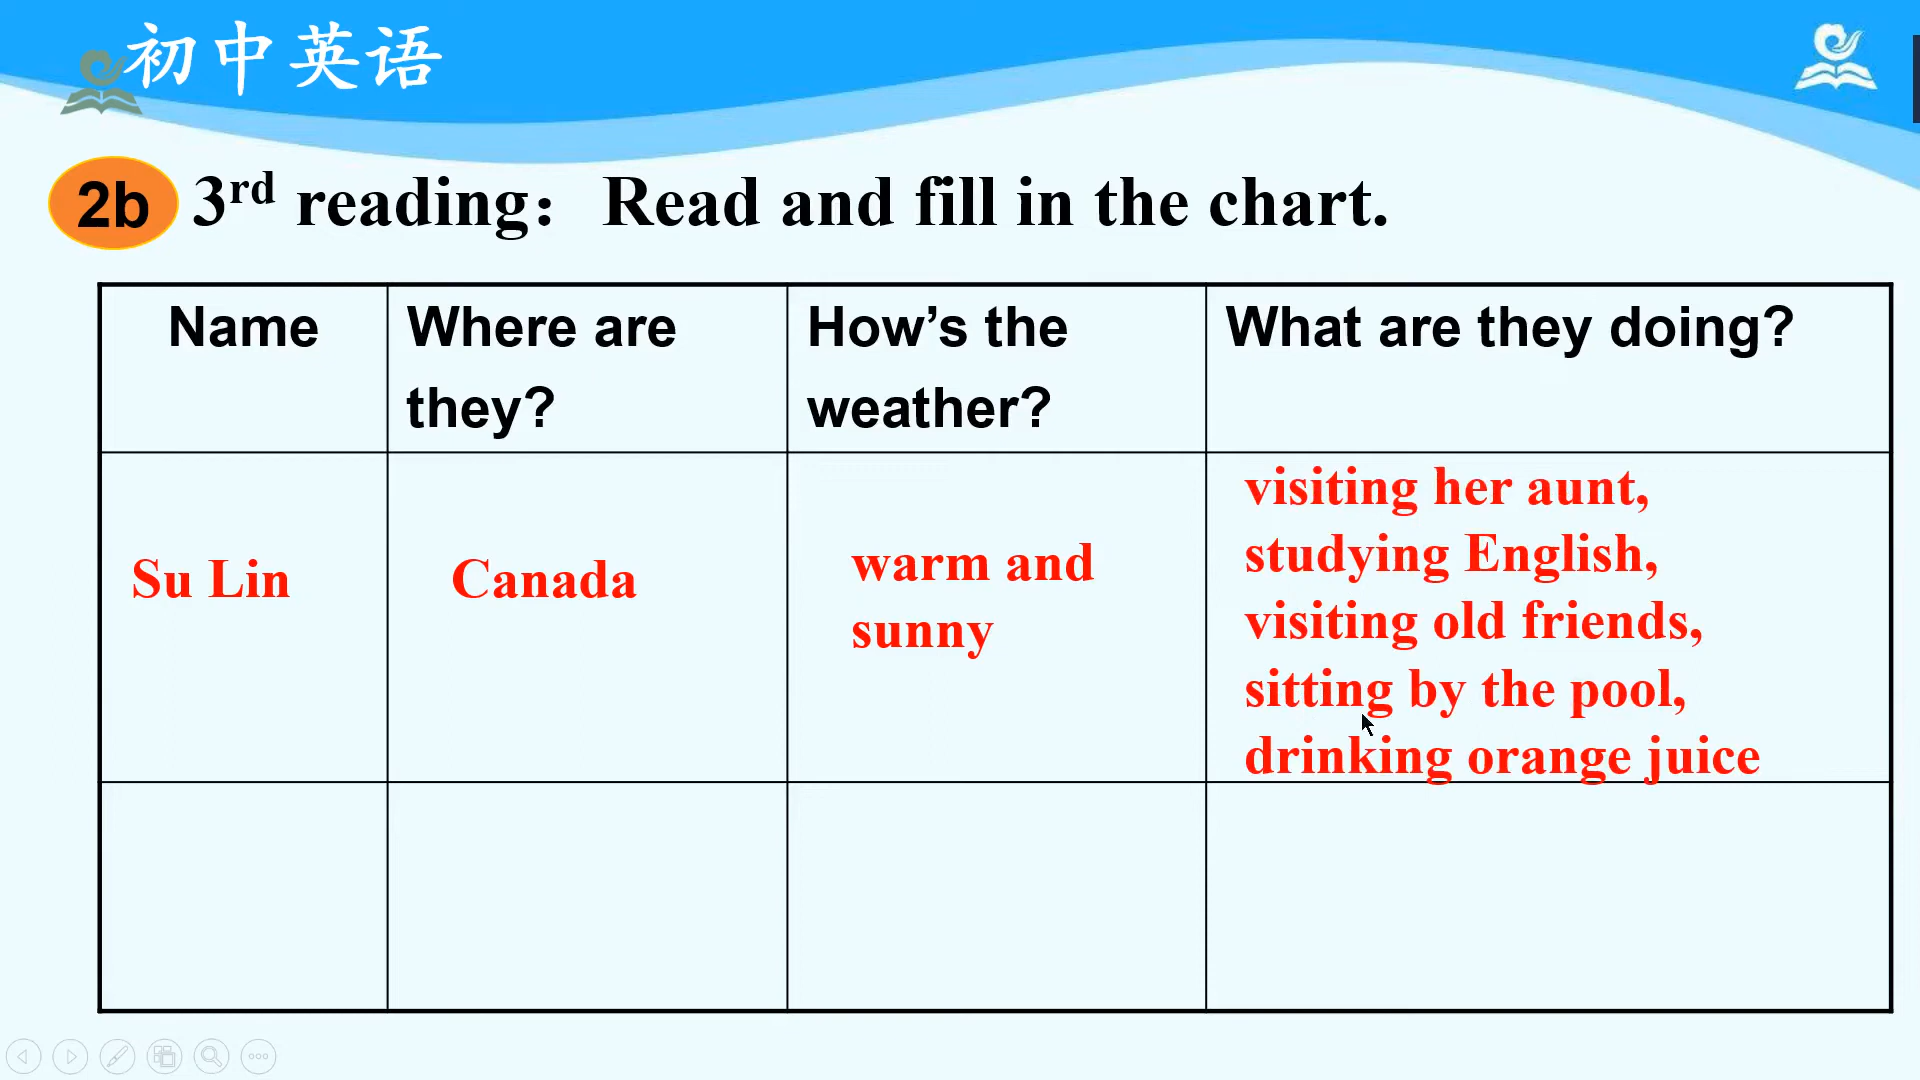 初中英语
2b 3rd reading：Read and fill in the chart.
Name
Where are
they?
How’s the
weather?
What are they doing?
Su Lin
Canada
warm and
sunny
visiting her aunt,
studying English,
visiting old friends,
sitting by the pool,
drinking orange juice